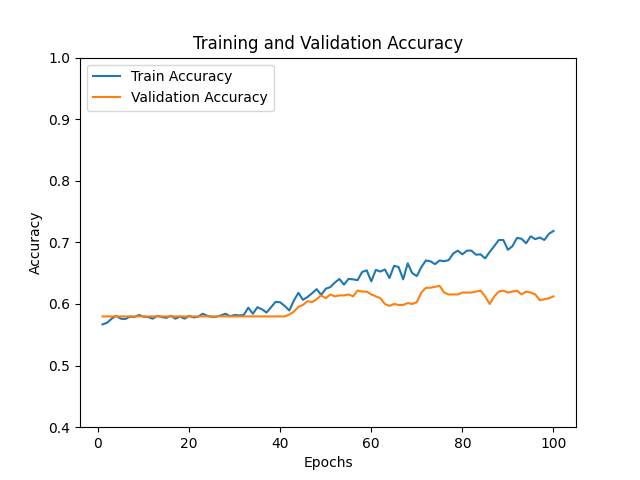 Training and Validation Accuracy
Train Accuracy
Validation Accuracy
1.0
0.9
0.8
0.7
0.6
0.5
0.4
Accuracy
0 20 40 60 80 100
Epochs